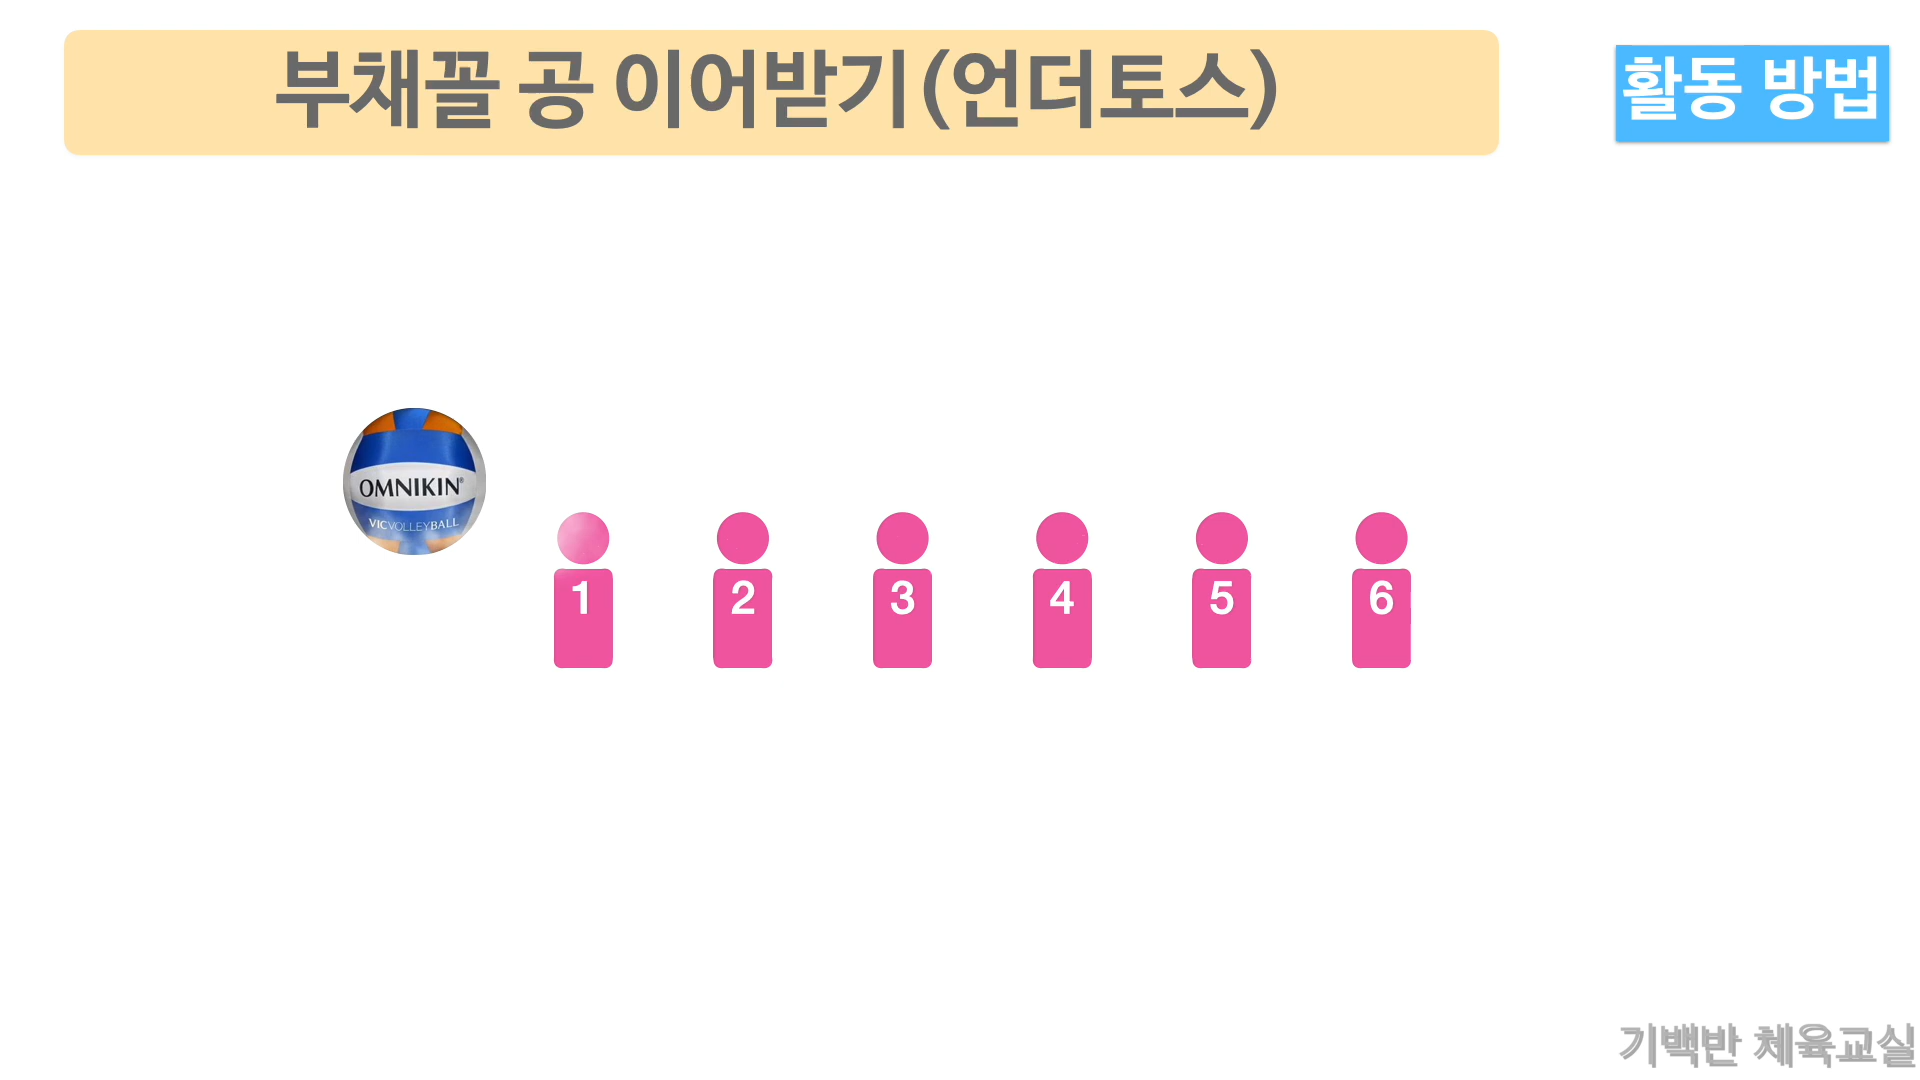 부채꼴 공 이어받기(언더토스)
활동 방법
OMNIKIN®
VICVOLLEYBALL
1 2 3 4 5 6
기백반 체육교실